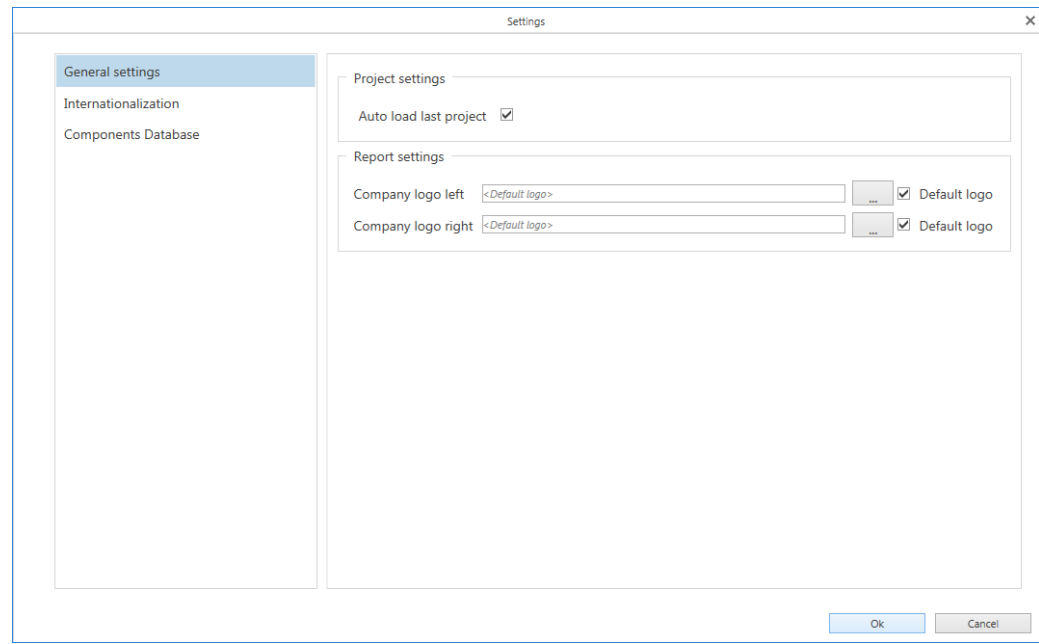 Settings
General settings
Internationalization
Components Database
Project settings
Auto load last project
Report settings
Company logo left <Default logo> ... Default logo
Company logo right <Default logo> ... Default logo
Ok Cancel